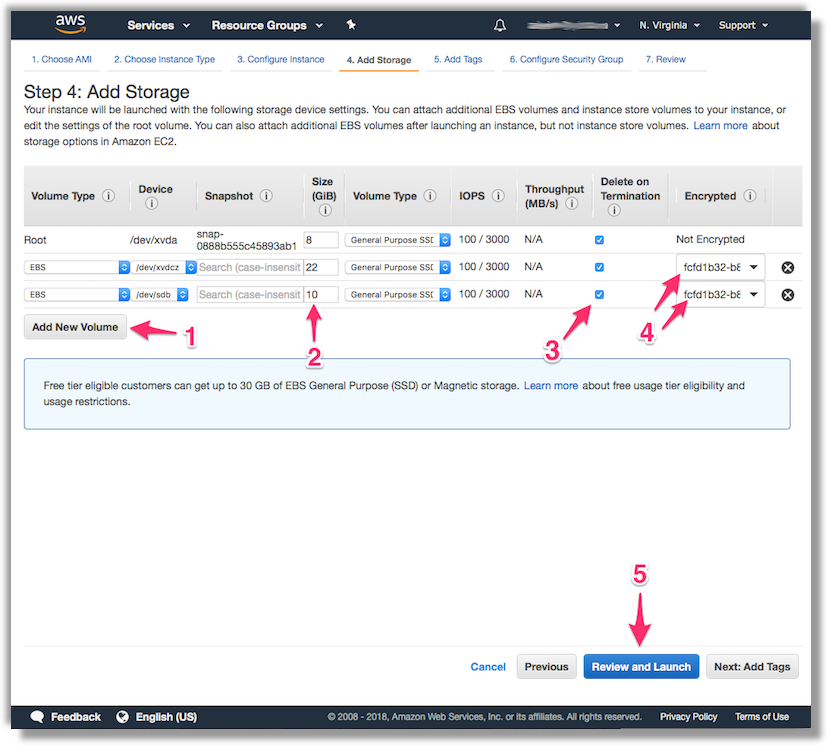 aws Services Resource Groups N. Virginia Support
1. Choose AMI 2. Choose Instance Type 3. Configure Instance 4. Add Storage 5. Add Tags 6. Configure Security Group 7. Review
Step 4: Add Storage
Your instance will be launched with the following storage device settings. You can attach additional EBS volumes and instance store volumes to your instance, or
edit the settings of the root volume. You can also attach additional EBS volumes after launching an instance, but not instance store volumes. Learn more about
storage options in Amazon EC2.
Volume Type i Device i Snapshot i Size (GiB) i Volume Type i IOPS i Throughput (MB/s) i Delete on Termination i Encrypted i
Root /dev/xvda snap-0888b555c45893ab1 8 General Purpose SSD 100 / 3000 N/A Not Encrypted
EBS /dev/xvdcz Search (case-insensit 22 General Purpose SSD 100 / 3000 N/A fcfd1b32-b8
EBS /dev/sdb Search (case-insensit 10 General Purpose SSD 100 / 3000 N/A fcfd1b32-b8
Add New Volume 1
2
3
4
Free tier eligible customers can get up to 30 GB of EBS General Purpose (SSD) or Magnetic storage. Learn more about free usage tier eligibility and
usage restrictions.
5
Cancel Previous Review and Launch Next: Add Tags
Feedback English (US) © 2008 - 2018, Amazon Web Services, Inc. or its affiliates. All rights reserved. Privacy Policy Terms of Use